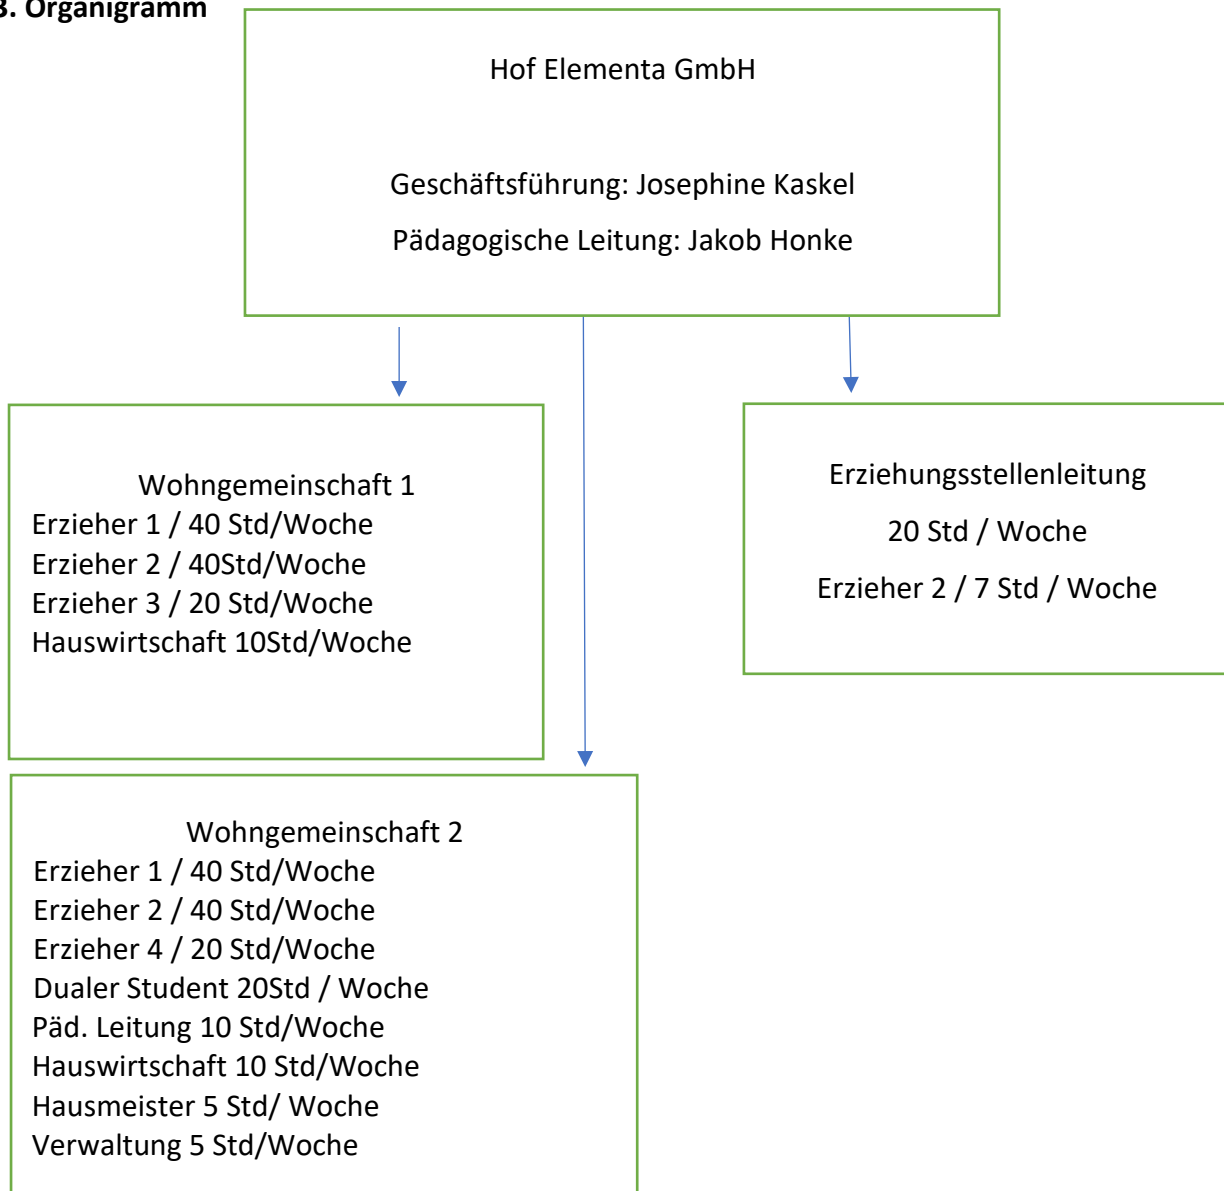 3. Organigramm
Hof Elementa GmbH
Geschäftsführung: Josephine Kaskel
Pädagogische Leitung: Jakob Honke
Wohngemeinschaft 1
Erzieher 1 / 40 Std/Woche
Erzieher 2 / 40Std/Woche
Erzieher 3 / 20 Std/Woche
Hauswirtschaft 10Std/Woche
Erziehungsstellenleitung
20 Std / Woche
Erzieher 2 / 7 Std / Woche
Wohngemeinschaft 2
Erzieher 1 / 40 Std/Woche
Erzieher 2 / 40 Std/Woche
Erzieher 4 / 20 Std/Woche
Dualer Student 20Std / Woche
Päd. Leitung 10 Std/Woche
Hauswirtschaft 10 Std/Woche
Hausmeister 5 Std/ Woche
Verwaltung 5 Std/Woche